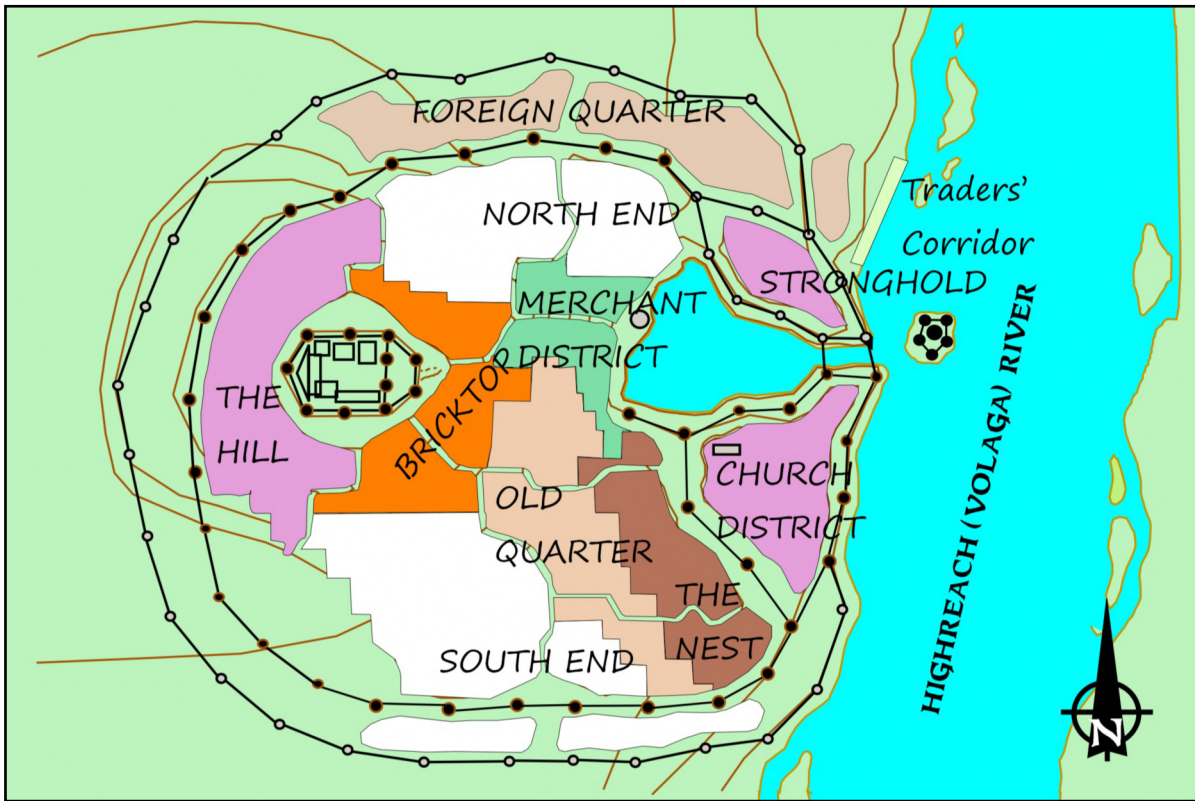 FOREIGN QUARTER
Traders'
Corridor
NORTH END
STRONGHOLD
MERCHANT
DISTRICT
THE
HILL
BRICKTOP
CHURCH
DISTRICT
OLD
QUARTER
THE
NEST
SOUTH END
HIGHREACH (VOLAGA) RIVER
N